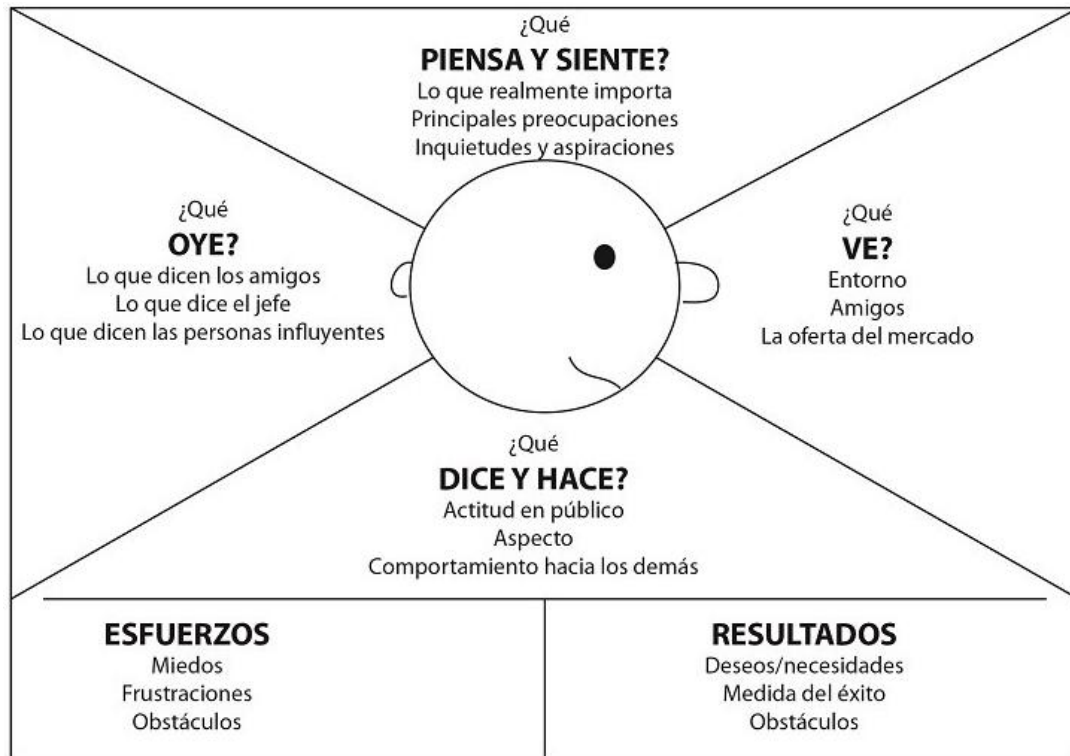 ¿Qué
PIENSA Y SIENTE?
Lo que realmente importa
Principales preocupaciones
Inquietudes y aspiraciones
¿Qué
OYE?
Lo que dicen los amigos
Lo que dice el jefe
Lo que dicen las personas influyentes
¿Qué
VE?
Entorno
Amigos
La oferta del mercado
¿Qué
DICE Y HACE?
Actitud en público
Aspecto
Comportamiento hacia los demás
ESFUERZOS
Miedos
Frustraciones
Obstáculos
RESULTADOS
Deseos/necesidades
Medida del éxito
Obstáculos